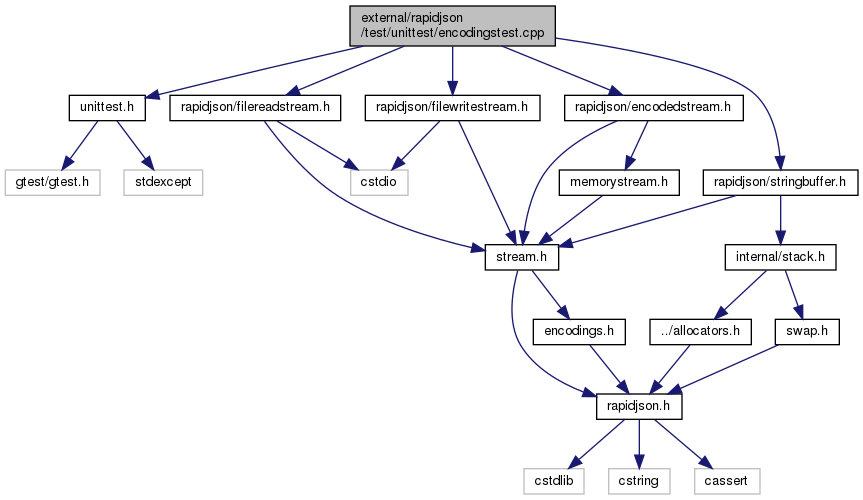 external/rapidjson
/test/unittest/encodingstest.cpp
unittest.h
rapidjson/filereadstream.h
rapidjson/filewritestream.h
rapidjson/encodedstream.h
gtest/gtest.h
stdexcept
cstdio
memorystream.h
rapidjson/stringbuffer.h
stream.h
internal/stack.h
encodings.h
../allocators.h
swap.h
rapidjson.h
cstdlib
cstring
cassert